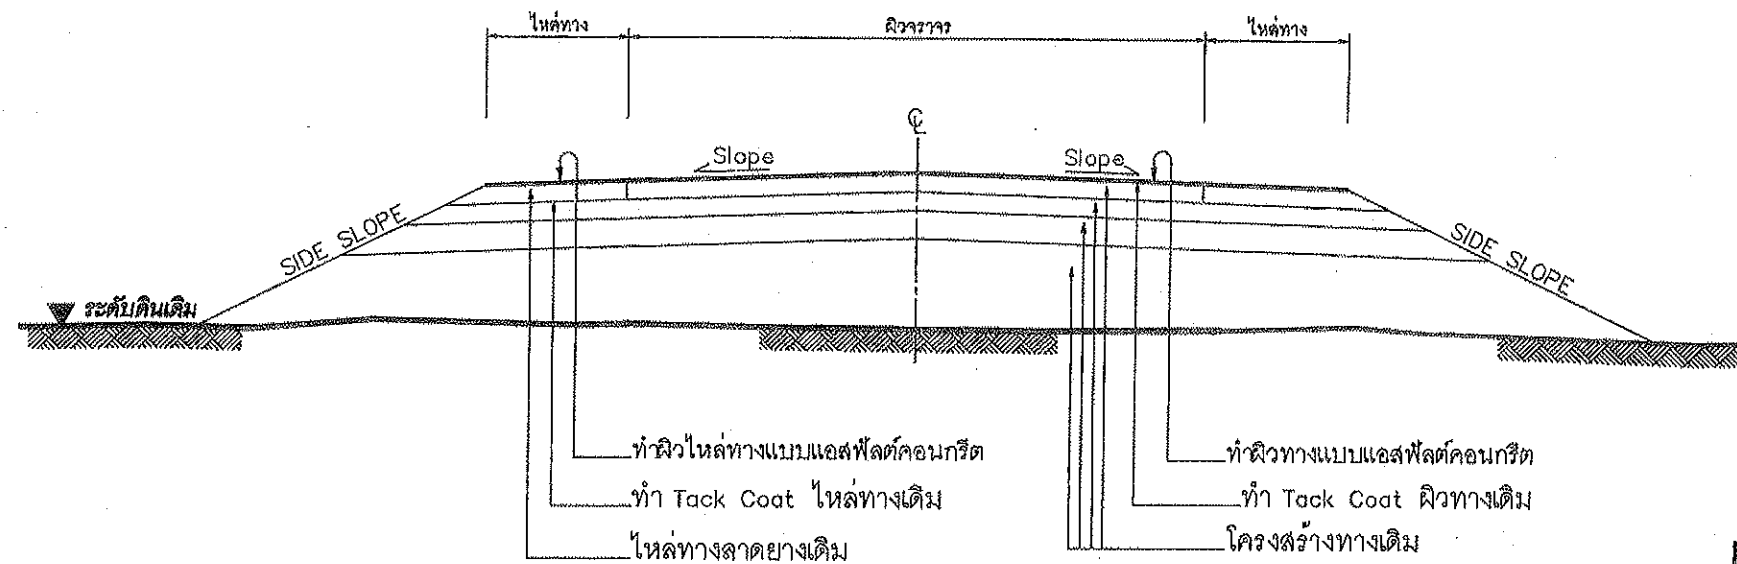 ไหล่ทาง ผิวจราจร ไหล่ทาง
℄
Slope Slope
SIDE SLOPE SIDE SLOPE
ระดับดินเดิม
ทำผิวไหล่ทางแบบแอสฟัลต์คอนกรีต ทำผิวทางแบบแอสฟัลต์คอนกรีต
ทำ Tack Coat ไหล่ทางเดิม ทำ Tack Coat ผิวทางเดิม
ไหล่ทางลาดยางเดิม โครงสร้างทางเดิม